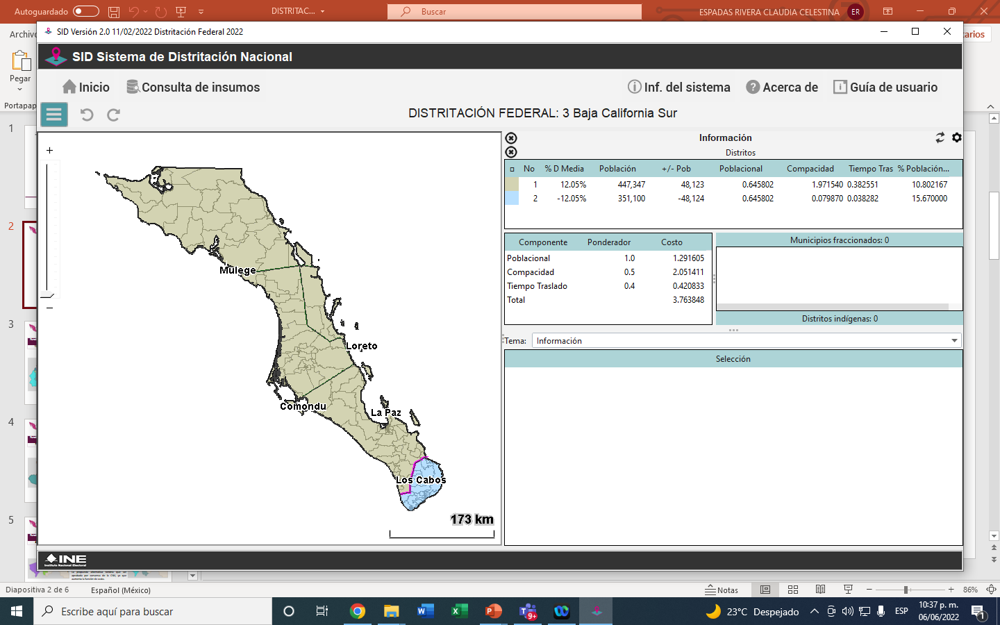 Autoguardado
DISTRITAC...
Buscar
ESPADAS RIVERA CLAUDIA CELESTINA
ER
Archivo
SID Versión 2.0 11/02/2022 Distritación Federal 2022
SID Sistema de Distritación Nacional
Pegar
Portapap
Inicio
Consulta de insumos
Inf. del sistema
Acerca de
Guía de usuario
DISTRITACIÓN FEDERAL: 3 Baja California Sur
+
−
Mulege
Loreto
Comondu
La Paz
Los Cabos
173 km
Información
Distritos
No % D Media Población +/- Pob Poblacional Compacidad Tiempo Tras % Población...
1 12.05% 447,347 48,123 0.645802 1.971540 0.382551 10.802167
2 -12.05% 351,100 -48,124 0.645802 0.079870 0.038282 15.670000
Componente Ponderador Costo
Poblacional 1.0 1.291605
Compacidad 0.5 2.051411
Tiempo Traslado 0.4 0.420833
Total 3.763848
Municipios fraccionados: 0
Distritos indígenas: 0
Tema: Información
Selección
1
2
3
4
5
INE
Instituto Nacional Electoral
Diapositiva 2 de 6
Español (México)
Notas
86%
Escribe aquí para buscar
9+
23°C Despejado
ESP
10:37 p. m.
06/06/2022
1